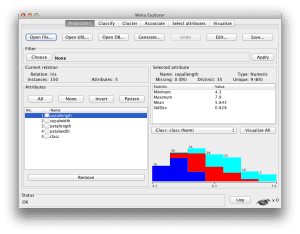 Weka Explorer
Preprocess Classify Cluster Associate Select attributes Visualize
Open file... Open URL... Open DB... Generate... Undo Edit... Save...
Filter
Choose None Apply
Current relation
Relation: iris
Instances: 150 Attributes: 5
Attributes
All None Invert Pattern
No. Name
1 sepallength
2 sepalwidth
3 petallength
4 petalwidth
5 class
Remove
Selected attribute
Name: sepallength Type: Numeric
Missing: 0 (0%) Distinct: 35 Unique: 9 (6%)
Statistic Value
Minimum 4.3
Maximum 7.9
Mean 5.843
StdDev 0.828
Class: class (Nom) Visualize All
Status
OK
Log x 0